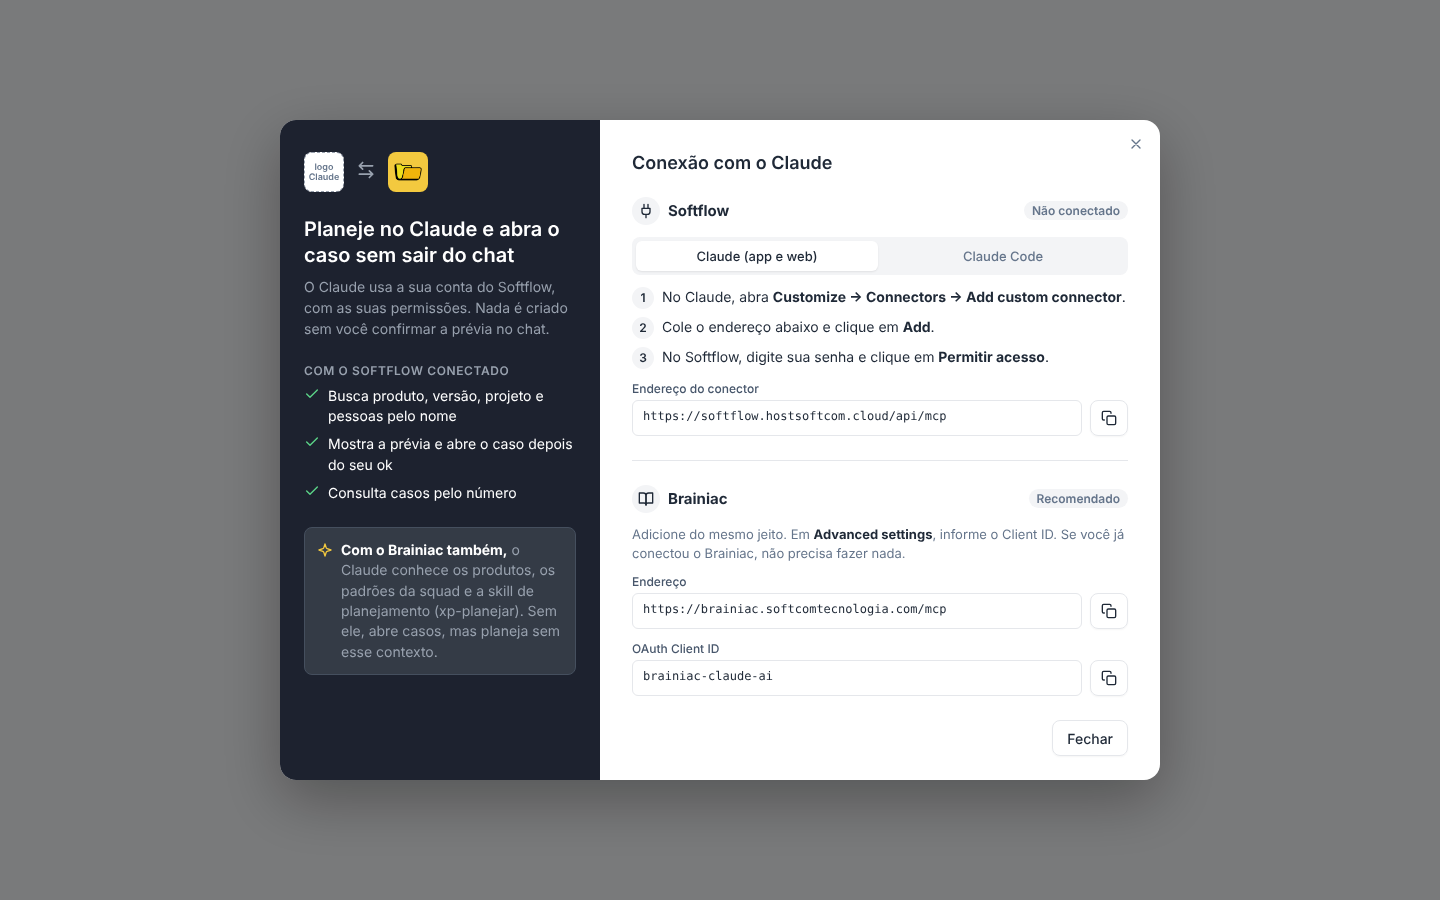 logo
Claude
Planeje no Claude e abra o
caso sem sair do chat
O Claude usa a sua conta do Softflow,
com as suas permissões. Nada é criado
sem você confirmar a prévia no chat.
COM O SOFTFLOW CONECTADO
Busca produto, versão, projeto e
pessoas pelo nome
Mostra a prévia e abre o caso depois
do seu ok
Consulta casos pelo número
Com o Brainiac também, o
Claude conhece os produtos, os
padrões da squad e a skill de
planejamento (xp-planejar). Sem
ele, abre casos, mas planeja sem
esse contexto.
Conexão com o Claude
Softflow
Não conectado
Claude (app e web)
Claude Code
1 No Claude, abra Customize → Connectors → Add custom connector.
2 Cole o endereço abaixo e clique em Add.
3 No Softflow, digite sua senha e clique em Permitir acesso.
Endereço do conector
https://softflow.hostsoftcom.cloud/api/mcp
Brainiac
Recomendado
Adicione do mesmo jeito. Em Advanced settings, informe o Client ID. Se você já
conectou o Brainiac, não precisa fazer nada.
Endereço
https://brainiac.softcomtecnologia.com/mcp
OAuth Client ID
brainiac-claude-ai
Fechar